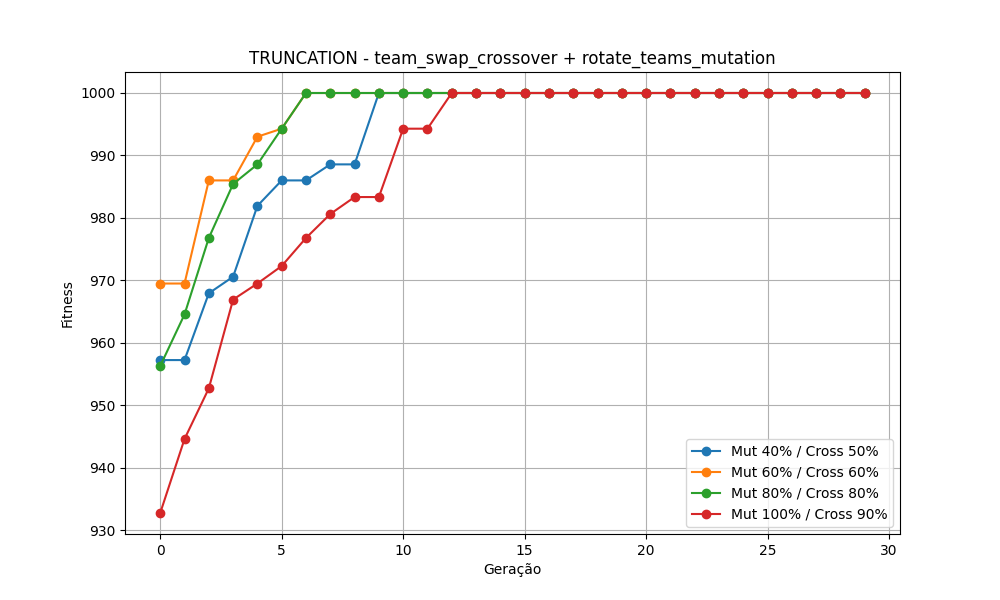 TRUNCATION - team_swap_crossover + rotate_teams_mutation
1000
990
980
970
960
950
940
930
Fitness
0 5 10 15 20 25 30
Geração
Mut 40% / Cross 50%
Mut 60% / Cross 60%
Mut 80% / Cross 80%
Mut 100% / Cross 90%